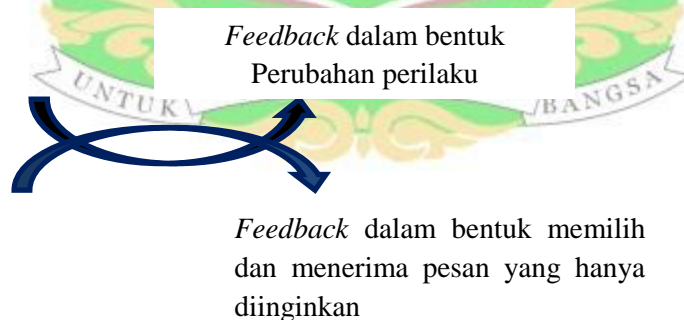 Feedback dalam bentuk
Perubahan perilaku
UNTUK
BANGSA
Feedback dalam bentuk memilih
dan menerima pesan yang hanya
diinginkan